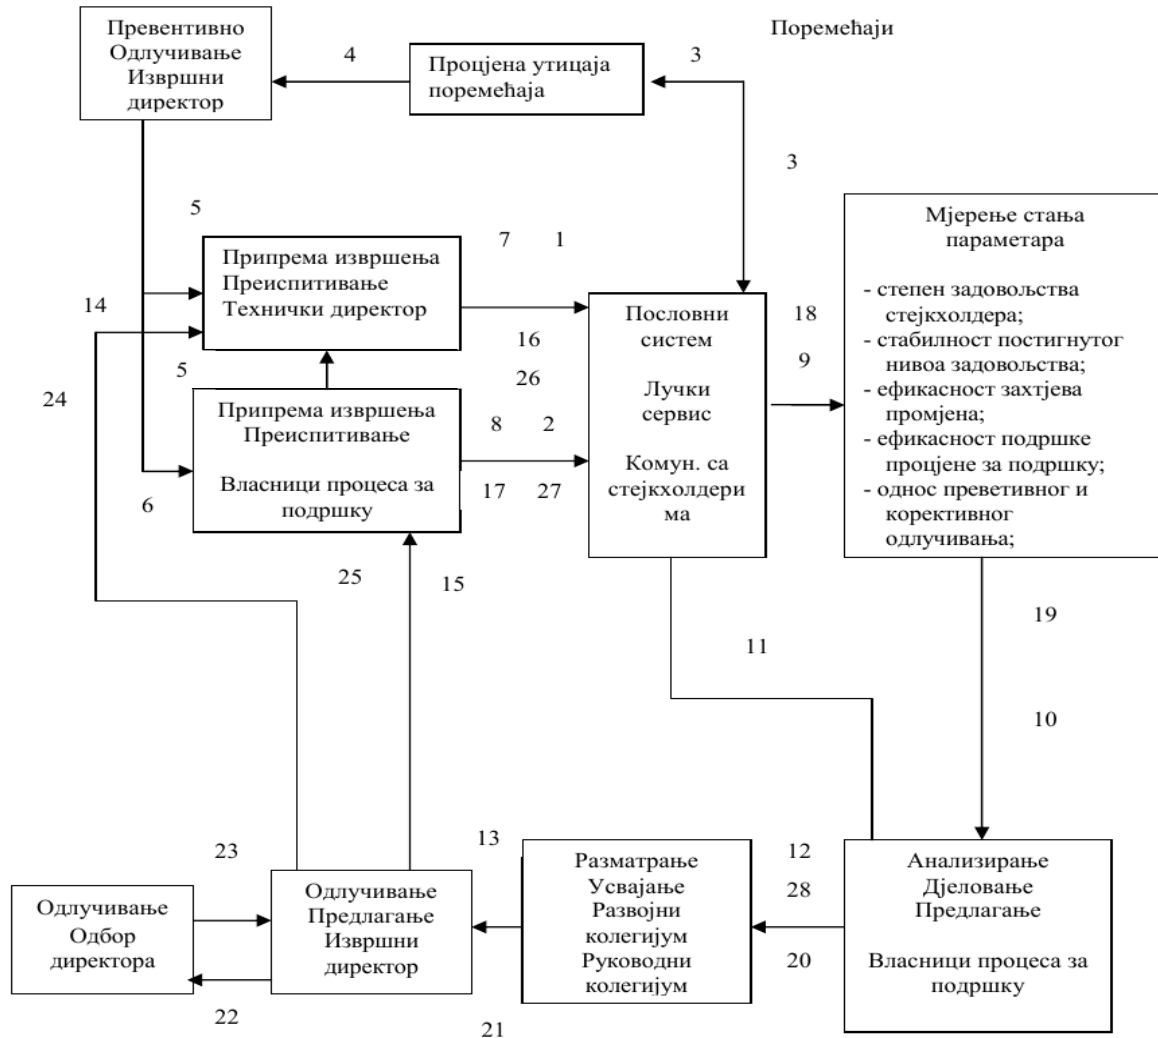 Превентивно
Одлучивање
Извршни
директор
4
Процјена утицаја
поремећаја
3
Поремећаји
3
5
Припрема извршења
Преиспитивање
Технички директор
7 1
14
16
5
26
24
Припрема извршења
Преиспитивање
Власници процеса за
подршку
8 2
17 27
6
25
15
Пословни
систем
Лучки
сервис
Комун. са
стејкхолдери
ма
18
9
Мјерење стања
параметара
- степен задовољства
стејкхолдера;
- стабилност постигнутог
нивоа задовољства;
- ефикасност захтјева
промјена;
- ефикасност подршке
процјене за подршку;
- однос преветивног и
корективног
одлучивања;
11
19
10
23
Одлучивање
Одбор
директора
22
Одлучивање
Предлагање
Извршни
директор
13
21
Разматрање
Усвајање
Развојни
колегијум
Руководни
колегијум
12
28
20
Анализирање
Дјеловање
Предлагање
Власници процеса за
подршку